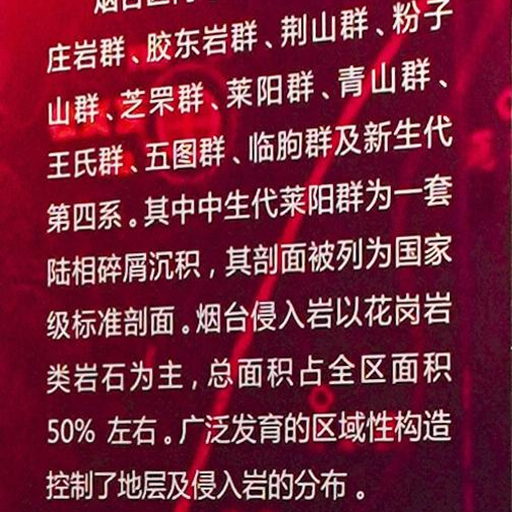 庄岩群、胶东岩群、荆山群、粉子
山群、芝罘群、莱阳群、青山群、
王氏群、五图群、临朐群及新生代
第四系。其中中生代莱阳群为一套
陆相碎屑沉积，其剖面被列为国家
级标准剖面。烟台侵入岩以花岗岩
类岩石为主,总面积占全区面积
50% 左右。广泛发育的区域性构造
控制了地层及侵入岩的分布。